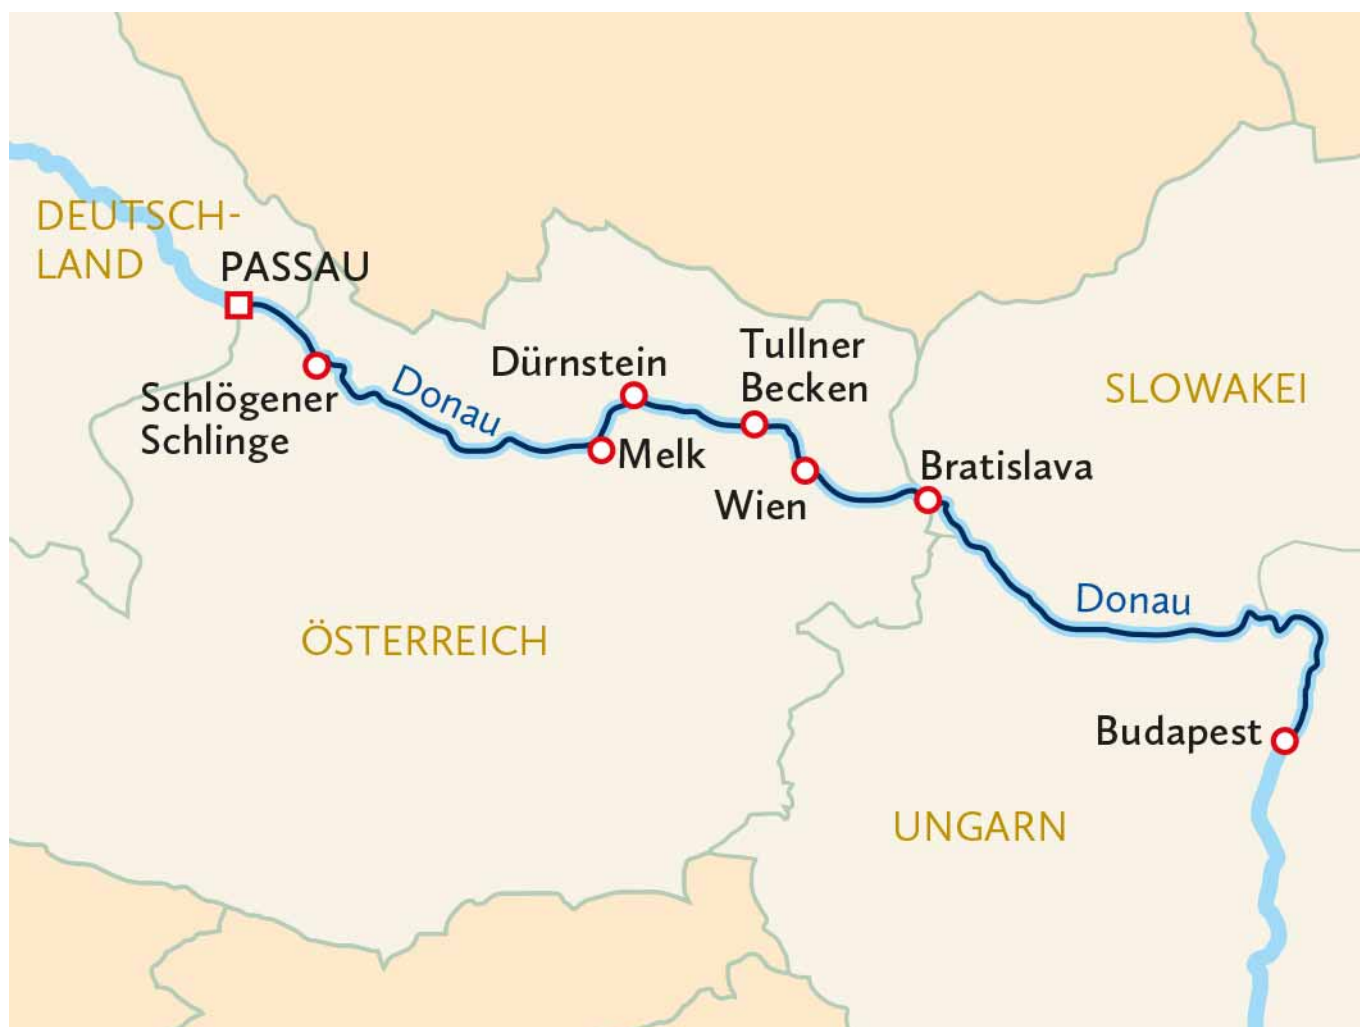 DEUTSCH-
LAND
PASSAU
Schlögener
Schlinge
Donau
Dürnstein
Melk
Tullner
Becken
Wien
Bratislava
SLOWAKEI
ÖSTERREICH
Donau
Budapest
UNGARN